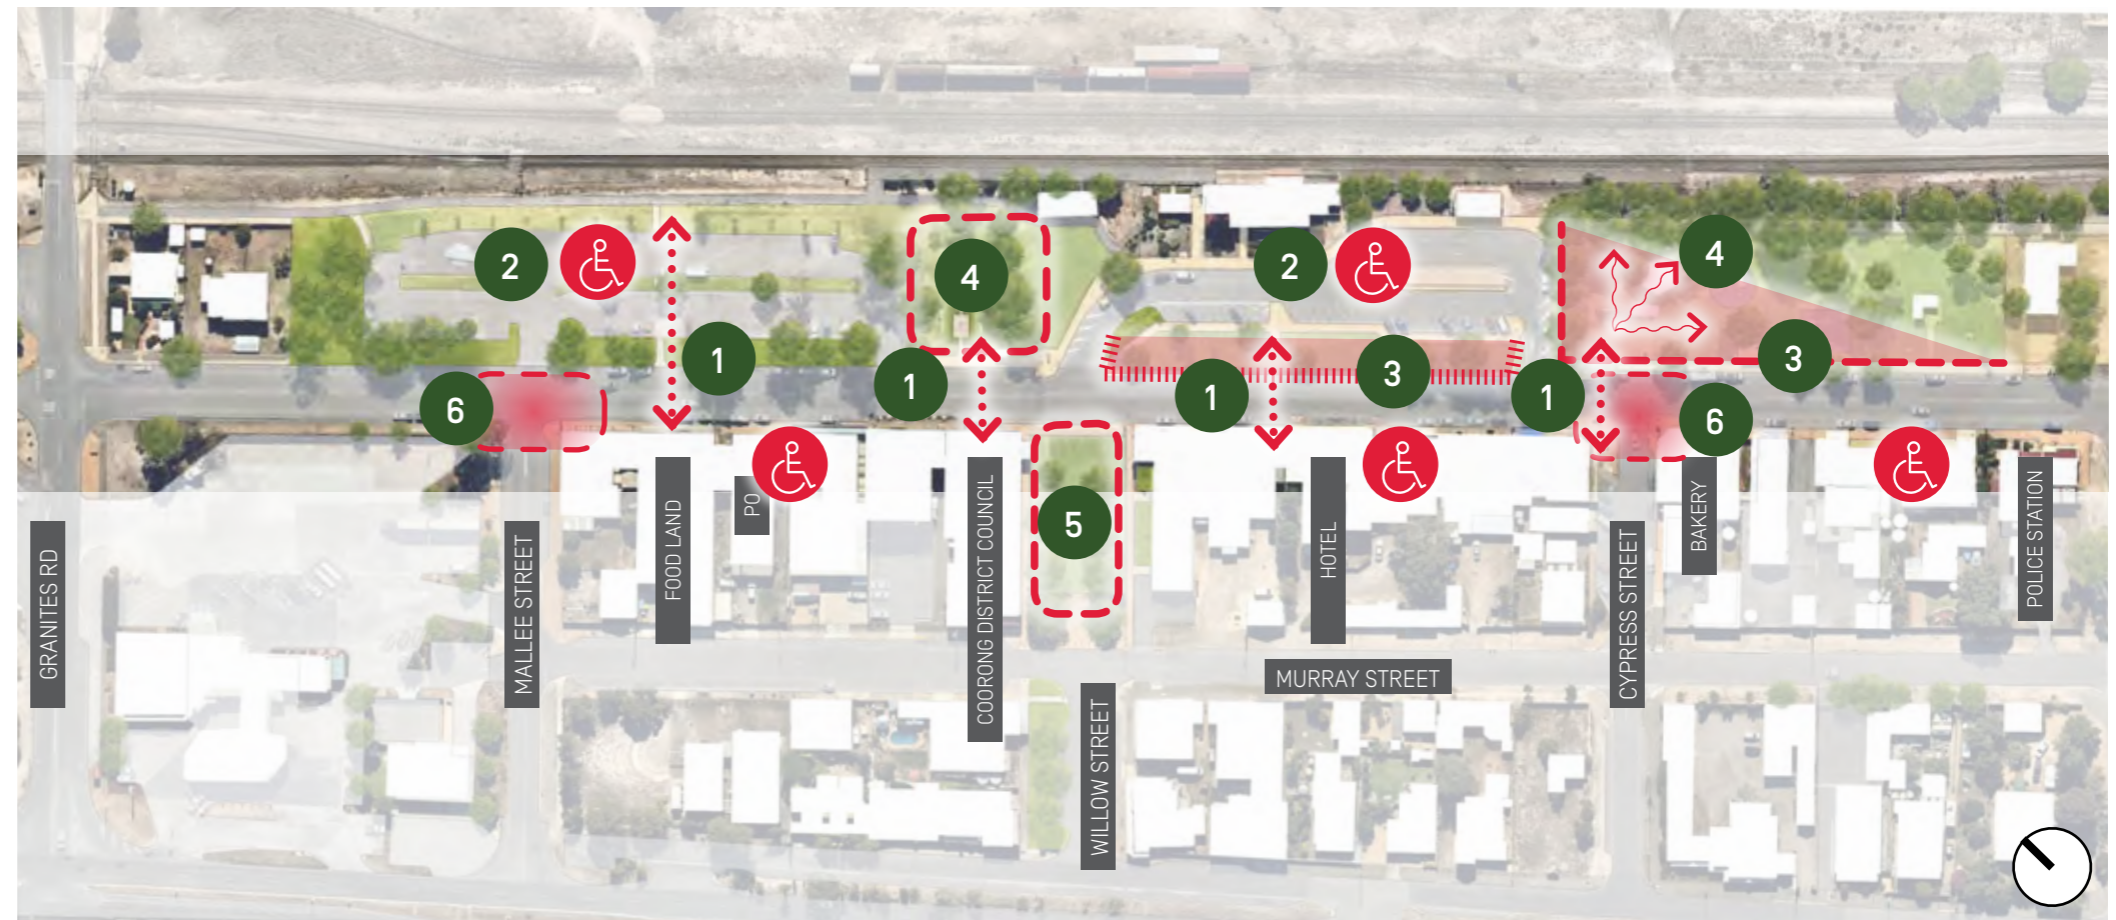 2
4
2
4
1
1
1
3
1
3
6
6
5
GRANITES RD
MALLEE STREET
FOOD LAND
PO
COORONG DISTRICT COUNCIL
WILLOW STREET
HOTEL
MURRAY STREET
CYPRESS STREET
BAKERY
POLICE STATION